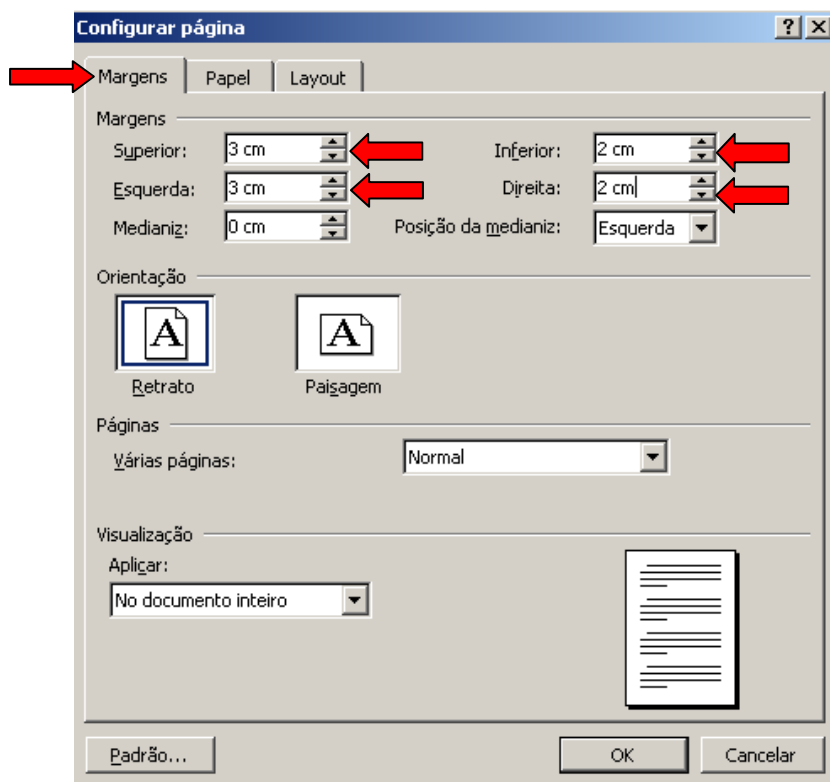 Configurar página
Margens Papel Layout
Margens
Superior: 3 cm Inferior: 2 cm
Esquerda: 3 cm Direita: 2 cm
Medianiz: 0 cm Posição da medianiz: Esquerda
Orientação
A A
Retrato Paisagem
Páginas
Várias páginas: Normal
Visualização
Aplicar:
No documento inteiro
Padrão... OK Cancelar